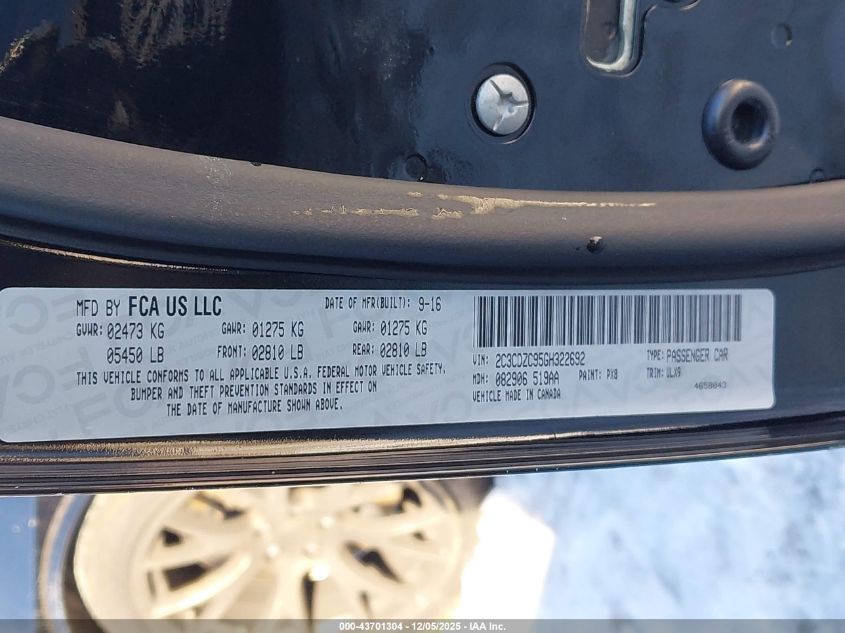 MFD BY FCA US LLC DATE OF MFR(BUILT): 9-16
GVWR: 02473 KG GAWR: 01275 KG GAWR: 01275 KG
05450 LB FRONT: 02810 LB REAR: 02810 LB
THIS VEHICLE CONFORMS TO ALL APPLICABLE U.S.A. FEDERAL MOTOR VEHICLE SAFETY,
BUMPER AND THEFT PREVENTION STANDARDS IN EFFECT ON
THE DATE OF MANUFACTURE SHOWN ABOVE.
VIN: 2C3CDZC95GH322692 TYPE: PASSENGER CAR
MDH: 082906 519AA PAINT: PX8 TRIM: VLX9
VEHICLE MADE IN CANADA 4658843
000-43701304 - 12/05/2025 - IAA Inc.